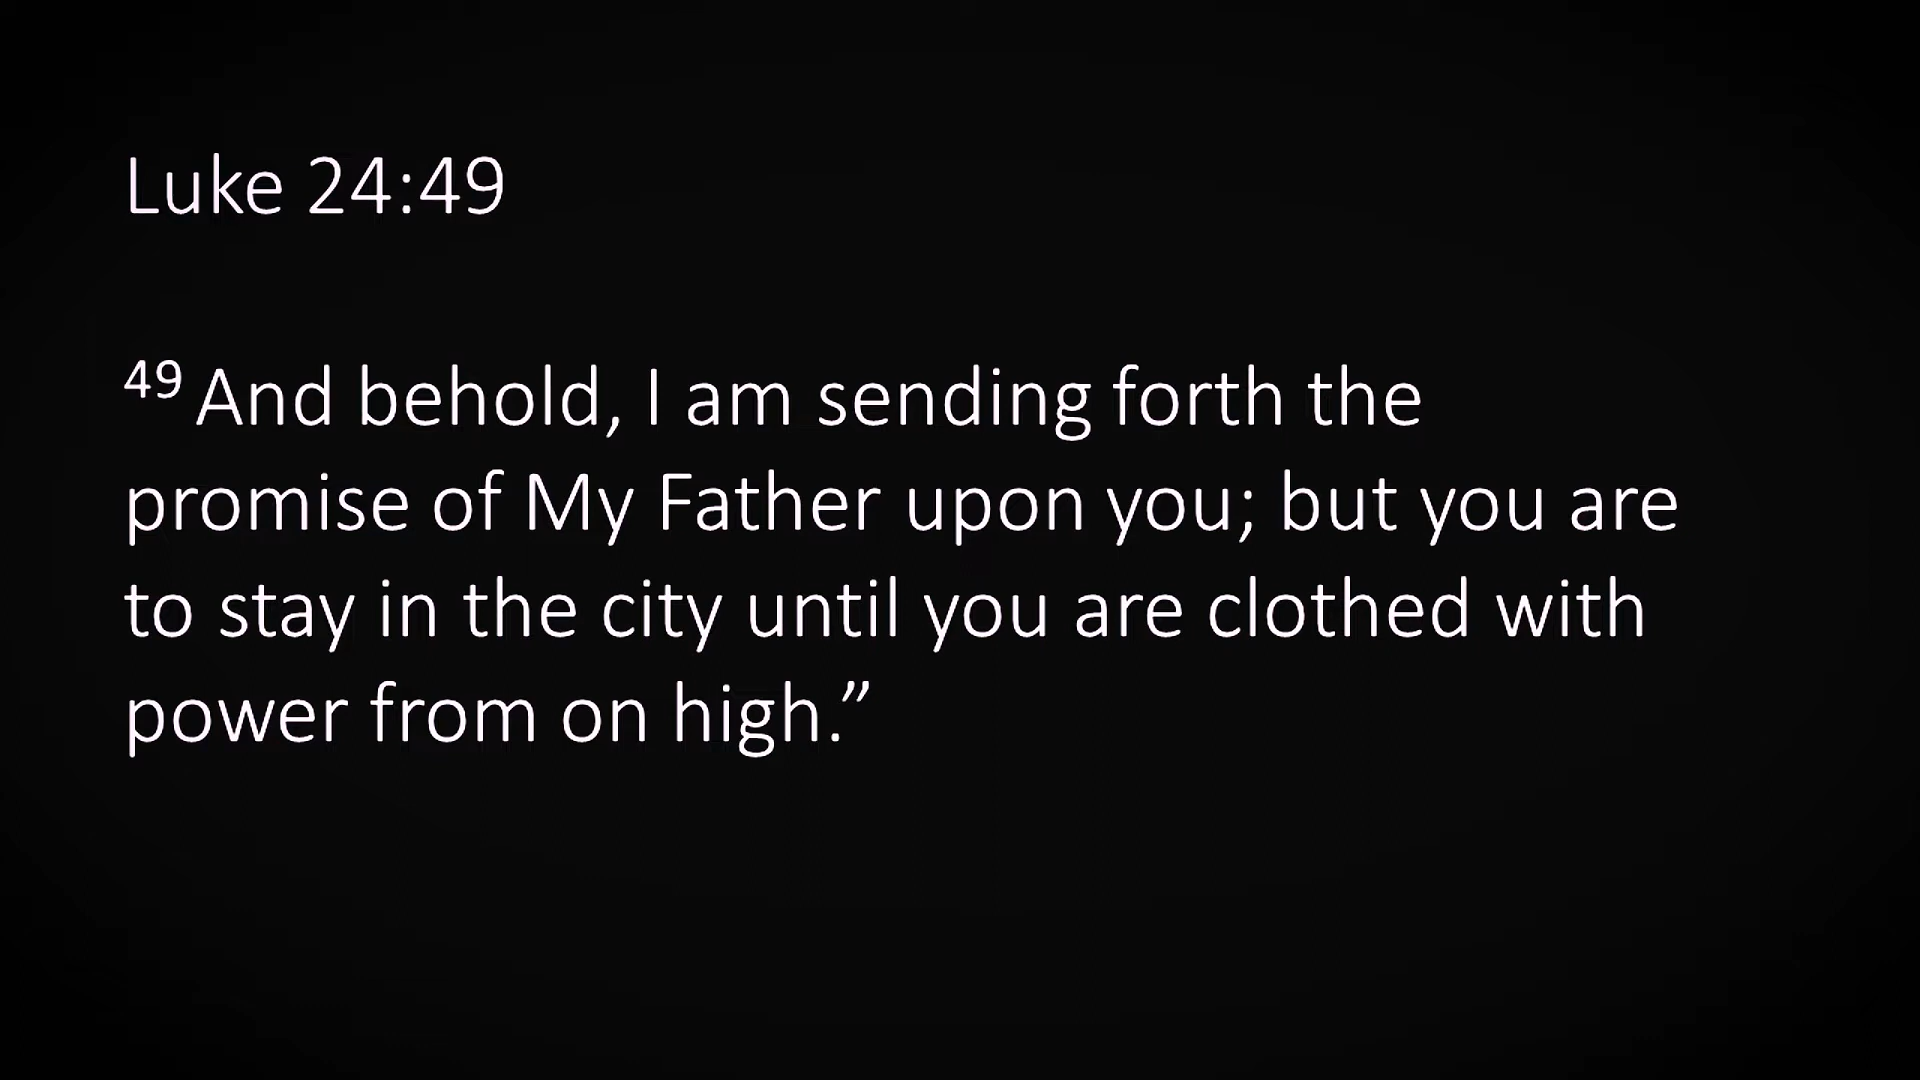 Luke 24:49
49 And behold, I am sending forth the
promise of My Father upon you; but you are
to stay in the city until you are clothed with
power from on high.”